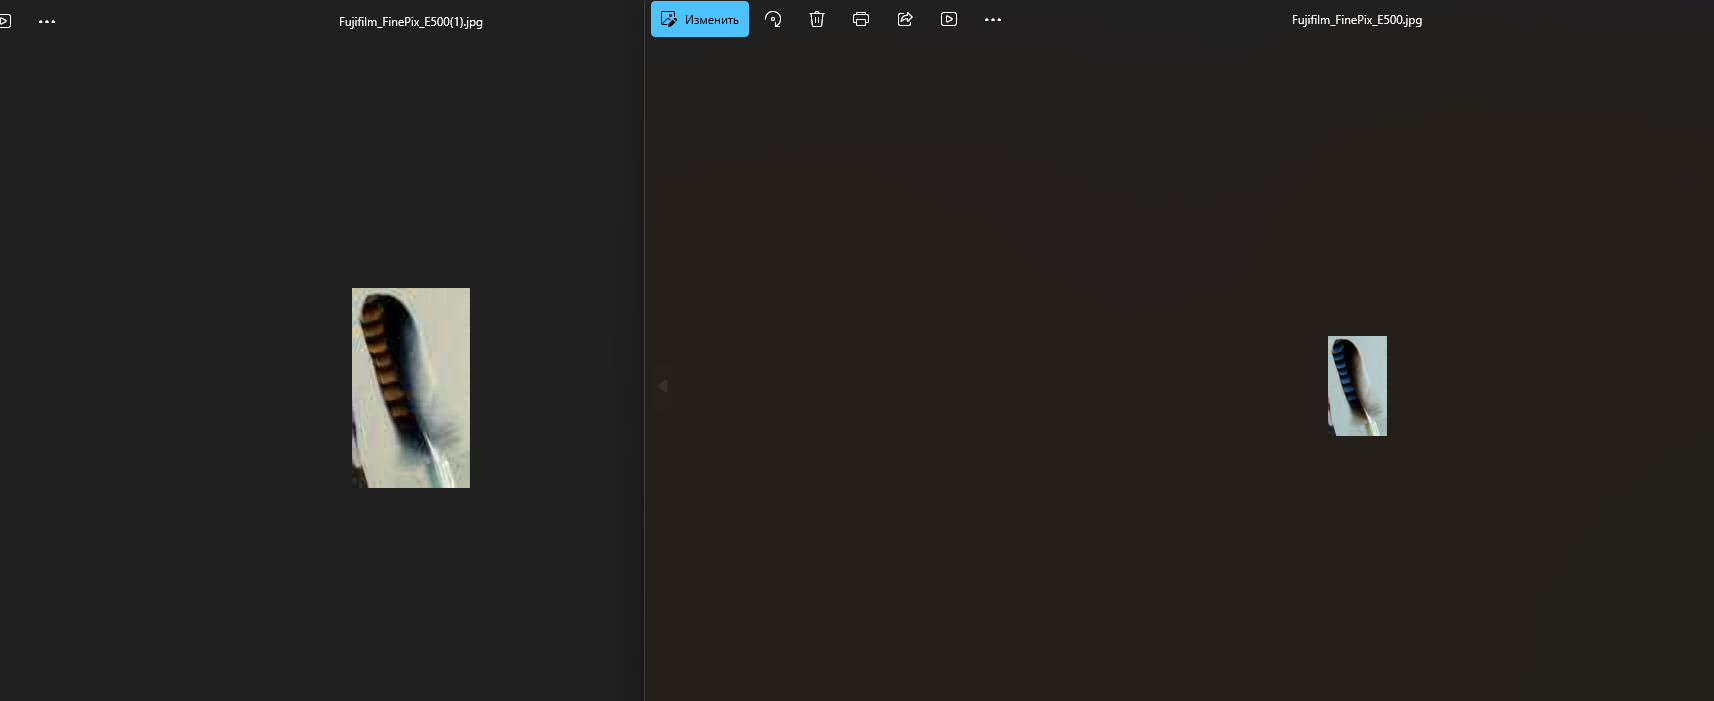 Fujifilm_FinePix_E500(1).jpg
Изменить
Fujifilm_FinePix_E500.jpg